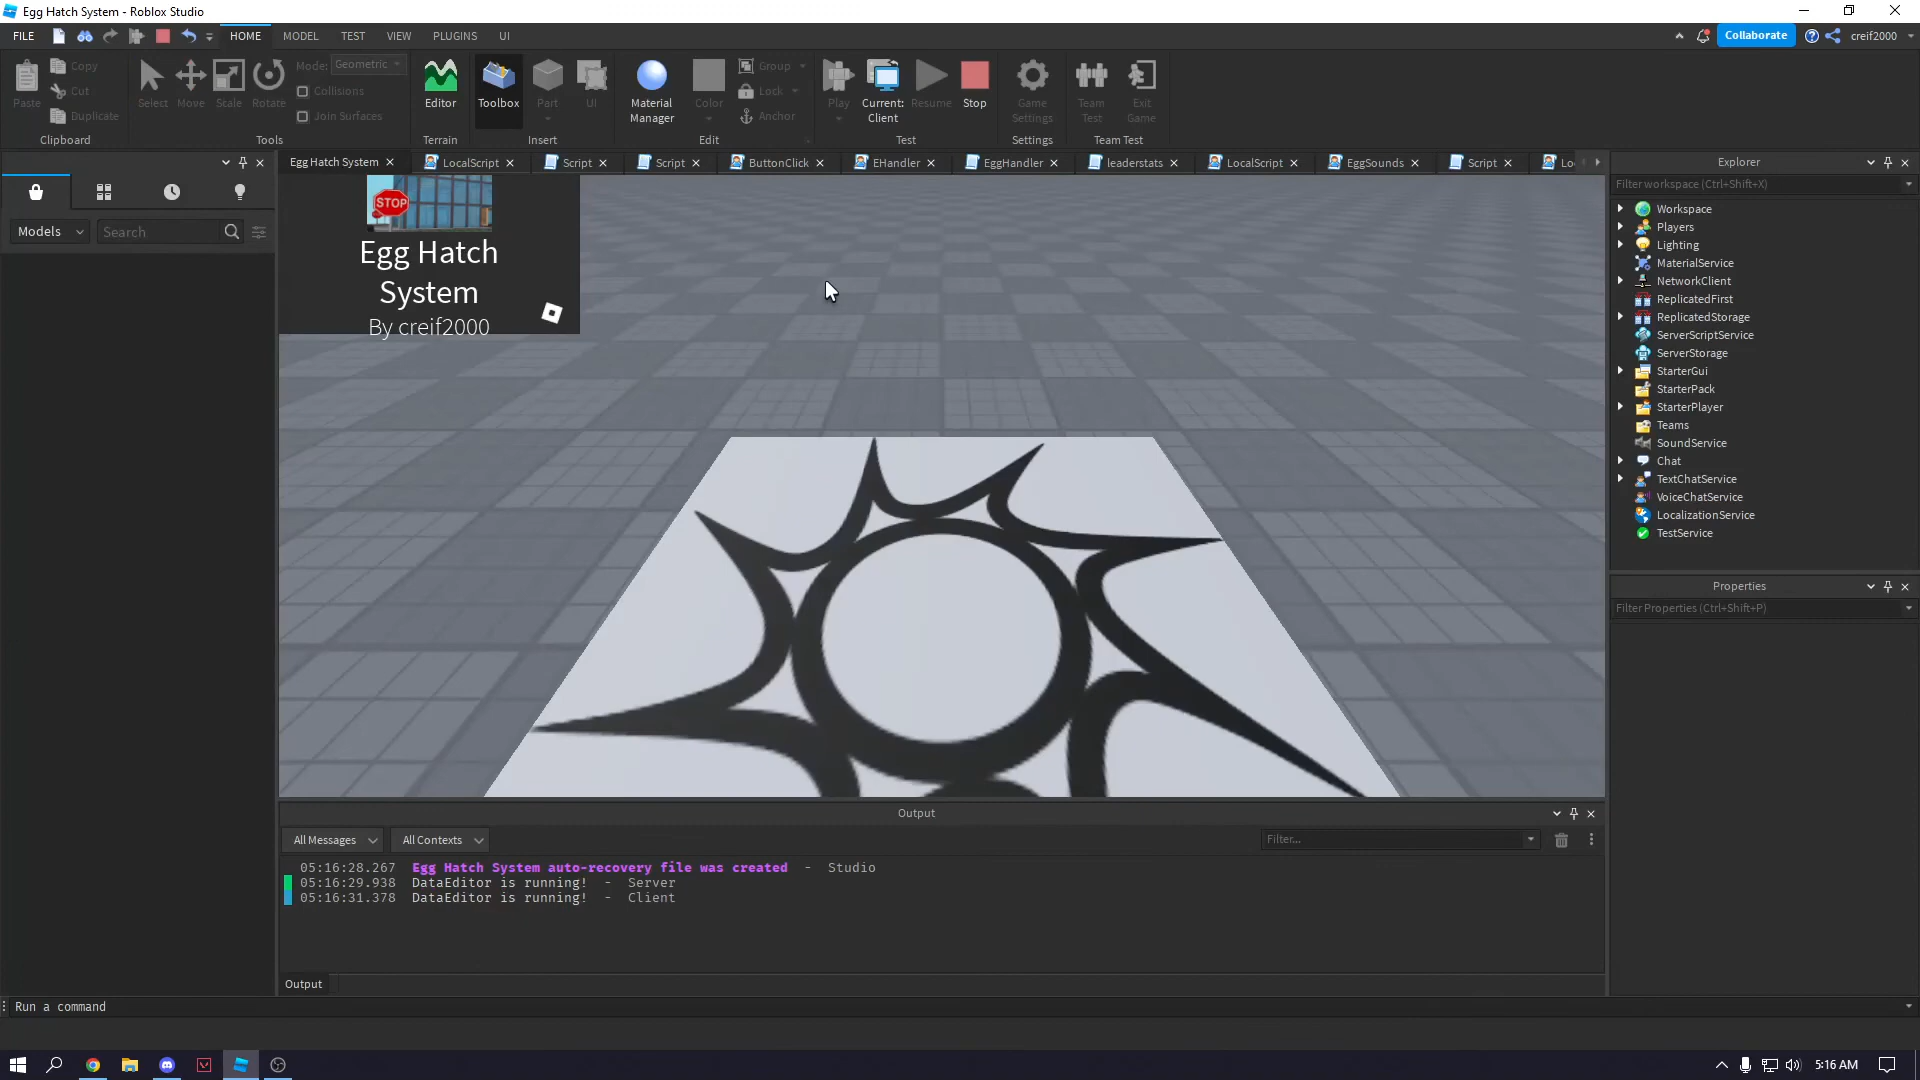 Egg Hatch System - Roblox Studio
FILE HOME MODEL TEST VIEW PLUGINS UI Collaborate creif2000
Paste Copy Cut Duplicate Clipboard
Select Move Scale Rotate Mode: Geometric Collisions Join Surfaces Tools
Editor Terrain
Toolbox Part UI Insert
Material Manager Color Group Lock Anchor Edit
Play Current: Client Resume Stop Test
Game Settings Settings
Team Test Exit Game Team Test
Egg Hatch System LocalScript Script Script ButtonClick EHandler EggHandler leaderstats LocalScript EggSounds Script Lo
Models Search
STOP
Egg Hatch
System
By creif2000
Explorer
Filter workspace (Ctrl+Shift+X)
Workspace
Players
Lighting
MaterialService
NetworkClient
ReplicatedFirst
ReplicatedStorage
ServerScriptService
ServerStorage
StarterGui
StarterPack
StarterPlayer
Teams
SoundService
Chat
TextChatService
VoiceChatService
LocalizationService
TestService
Properties
Filter Properties (Ctrl+Shift+P)
Output
All Messages All Contexts Filter...
05:16:28.267 Egg Hatch System auto-recovery file was created - Studio
05:16:29.938 DataEditor is running! - Server
05:16:31.378 DataEditor is running! - Client
Output
Run a command
5:16 AM